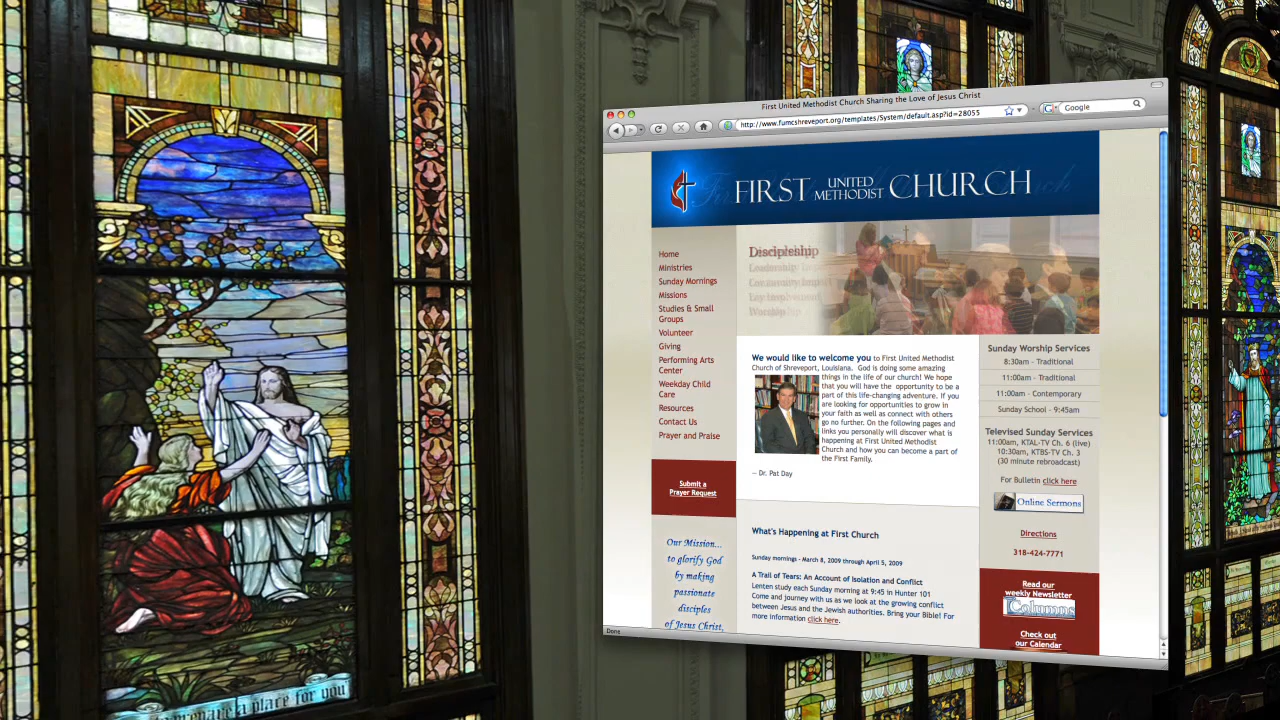 First United Methodist Church Sharing the Love of Jesus Christ
http://www.fumcshreveport.org/templates/System/default.asp?id=28055
Google
FIRST UNITED METHODIST CHURCH
Home
Ministries
Sunday Mornings
Missions
Studies & Small
Groups
Volunteer
Giving
Performing Arts
Center
Weekday Child
Care
Resources
Contact Us
Prayer and Praise
Submit a
Prayer Request
Our Mission...
to glorify God
by making
passionate
disciples
of Jesus Christ,
Discipleship
Leadership
Worship
We would like to welcome you to First United Methodist
Church of Shreveport, Louisiana. God is doing some amazing
things in the life of our church! We hope
that you will have the opportunity to be a
part of this life-changing adventure. If you
are looking for opportunities to grow in
your faith as well as connect with others
go no further. On the following pages and
links you personally will discover what is
happening at First United Methodist
Church and how you can become a part of
the First Family.
-- Dr. Pat Day
What's Happening at First Church
Sunday mornings - March 8, 2009 through April 5, 2009
A Trail of Tears: An Account of Isolation and Conflict
Lenten study each Sunday morning at 9:45 in Hunter 101
Come and journey with us as we look at the growing conflict
between Jesus and the Jewish authorities. Bring your Bible! For
more information click here.
Sunday Worship Services
8:30am - Traditional
11:00am - Traditional
11:00am - Contemporary
Sunday School - 9:45am
Televised Sunday Services
11:00am, KTAL-TV Ch. 6 (live)
10:30am, KTBS-TV Ch. 3
(30 minute rebroadcast)
For Bulletin click here
Online Sermons
Directions
318-424-7771
Read our
weekly Newsletter
Columns
Check out
our Calendar
Done
prepare a place for you